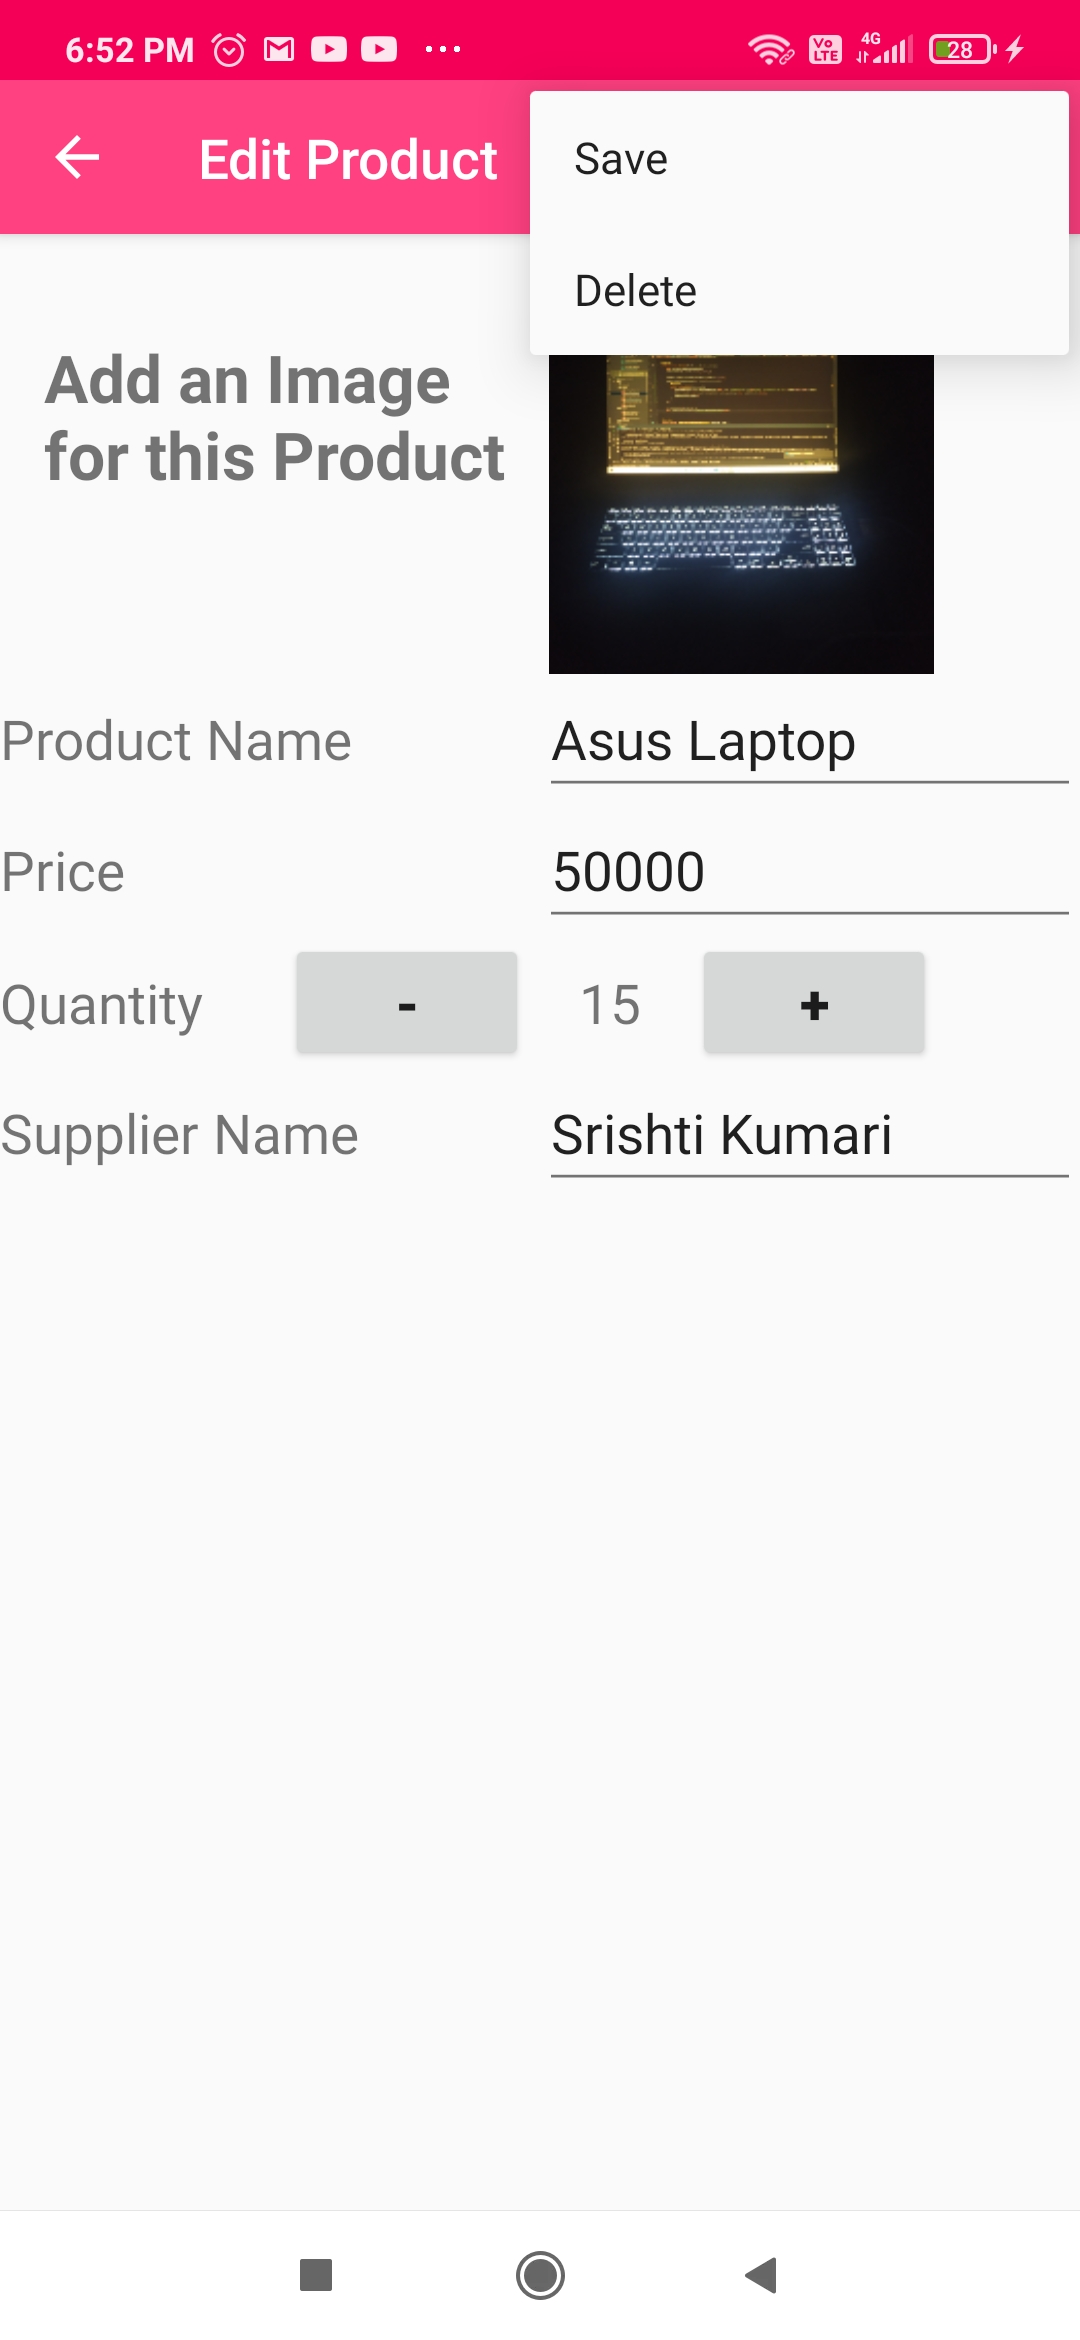 6:52 PM
Vo LTE
4G
28
Edit Product
Save
Delete
Add an Image
for this Product
Product Name
Asus Laptop
Price
50000
Quantity - 15 +
Supplier Name
Srishti Kumari